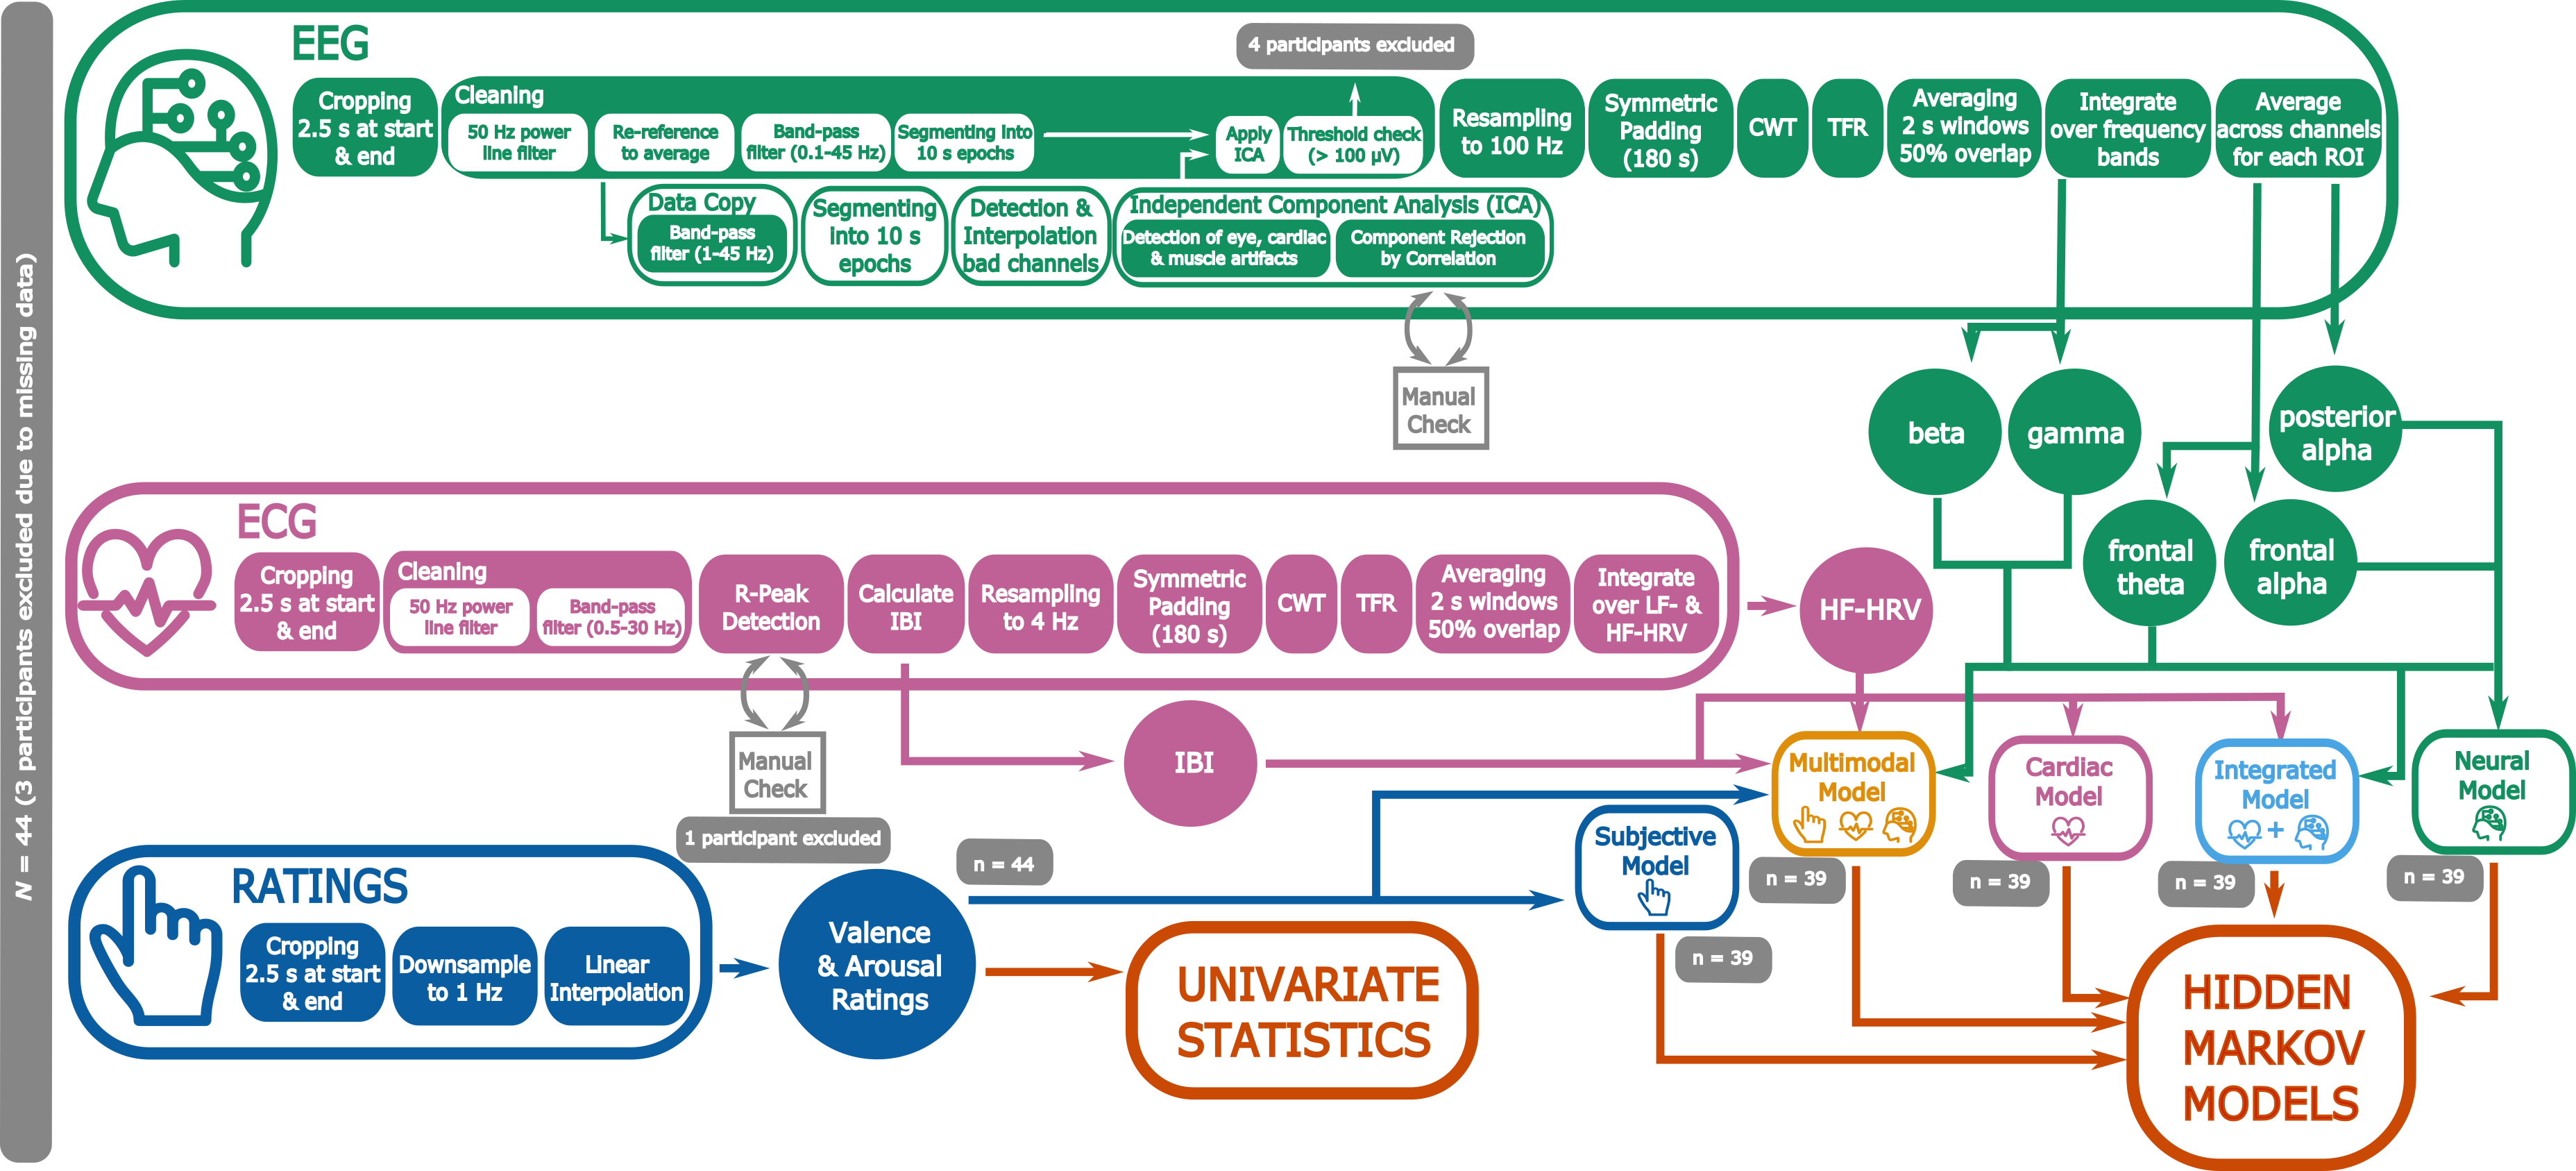 N = 44 (3 participants excluded due to missing data)
EEG
4 participants excluded
Cropping
2.5 s at start
& end
Cleaning
50 Hz power
line filter
Re-reference
to average
Band-pass
filter (0.1-45 Hz)
Segmenting into
10 s epochs
Apply
ICA
Threshold check
(> 100 μV)
Resampling
to 100 Hz
Symmetric
Padding
(180 s)
CWT
TFR
Averaging
2 s windows
50% overlap
Integrate
over frequency
bands
Average
across channels
for each ROI
Data Copy
Band-pass
filter (1-45 Hz)
Segmenting
into 10 s
epochs
Detection &
Interpolation
bad channels
Independent Component Analysis (ICA)
Detection of eye, cardiac
& muscle artifacts
Component Rejection
by Correlation
Manual
Check
beta
gamma
posterior
alpha
frontal
theta
frontal
alpha
ECG
Cropping
2.5 s at start
& end
Cleaning
50 Hz power
line filter
Band-pass
filter (0.5-30 Hz)
R-Peak
Detection
Calculate
IBI
Resampling
to 4 Hz
Symmetric
Padding
(180 s)
CWT
TFR
Averaging
2 s windows
50% overlap
Integrate
over LF- &
HF-HRV
HF-HRV
Manual
Check
1 participant excluded
IBI
Multimodal
Model
Cardiac
Model
Integrated
Model
+
Neural
Model
Subjective
Model
n = 44
n = 39
n = 39
n = 39
n = 39
n = 39
RATINGS
Cropping
2.5 s at start
& end
Downsample
to 1 Hz
Linear
Interpolation
Valence
& Arousal
Ratings
UNIVARIATE
STATISTICS
HIDDEN
MARKOV
MODELS